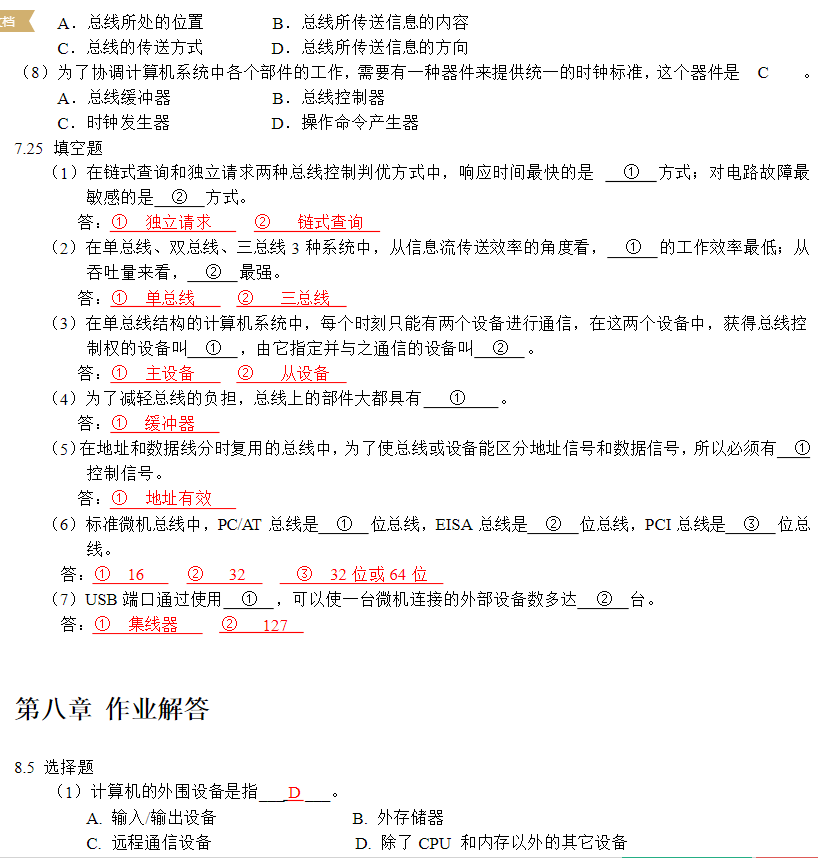 文档
A．总线所处的位置 B．总线所传送信息的内容
C．总线的传送方式 D．总线所传送信息的方向
（8）为了协调计算机系统中各个部件的工作，需要有一种器件来提供统一的时钟标准，这个器件是 C 。
A．总线缓冲器 B．总线控制器
C．时钟发生器 D．操作命令产生器
7.25 填空题
（1）在链式查询和独立请求两种总线控制判优方式中，响应时间最快的是 ① 方式；对电路故障最
敏感的是 ② 方式。
答：① 独立请求 ② 链式查询
（2）在单总线、双总线、三总线 3 种系统中，从信息流传送效率的角度看， ① 的工作效率最低；从
吞吐量来看， ② 最强。
答：① 单总线 ② 三总线
（3）在单总线结构的计算机系统中，每个时刻只能有两个设备进行通信，在这两个设备中，获得总线控
制权的设备叫 ① ，由它指定并与之通信的设备叫 ② 。
答：① 主设备 ② 从设备
（4）为了减轻总线的负担，总线上的部件大都具有 ① 。
答：① 缓冲器
（5）在地址和数据线分时复用的总线中，为了使总线或设备能区分地址信号和数据信号，所以必须有 ①
控制信号。
答：① 地址有效
（6）标准微机总线中，PC/AT 总线是 ① 位总线，EISA 总线是 ② 位总线，PCI 总线是 ③ 位总
线。
答：① 16 ② 32 ③ 32 位或 64 位
（7）USB 端口通过使用 ① ，可以使一台微机连接的外部设备数多达 ② 台。
答：① 集线器 ② 127
第八章 作业解答
8.5 选择题
（1）计算机的外围设备是指 D 。
A. 输入/输出设备 B. 外存储器
C. 远程通信设备 D. 除了 CPU 和内存以外的其它设备